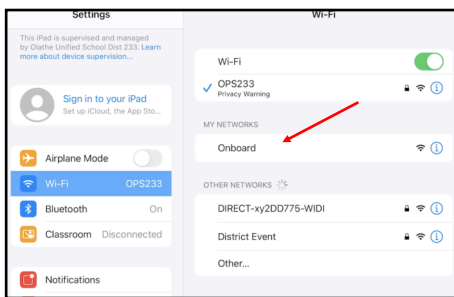 Settings
This iPad is supervised and managed
by Olathe Unified School Dist 233. Learn
more about device supervision...
Sign in to your iPad
Set up iCloud, the App Sto...
Airplane Mode
Wi-Fi OPS233
Bluetooth On
Classroom Disconnected
Notifications
Wi-Fi
Wi-Fi
OPS233
Privacy Warning
MY NETWORKS
Onboard
OTHER NETWORKS
DIRECT-xy2DD775-WIDI
District Event
Other...